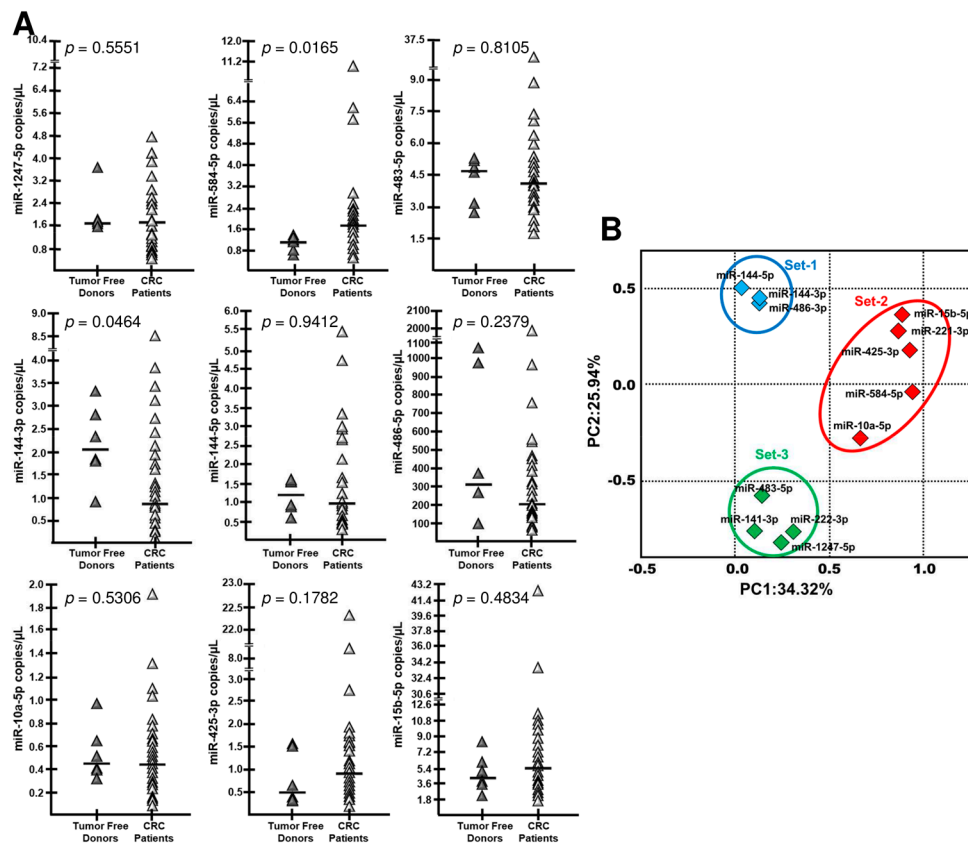 A
p = 0.5551
miR-1247-5p copies/µL
10.4
7.2
6.4
5.6
4.8
4.0
3.2
2.4
1.6
0.8
Tumor Free Donors
CRC Patients
p = 0.0165
miR-584-5p copies/µL
12.0
11.2
6.4
5.6
4.8
4.0
3.2
2.4
1.6
0.8
Tumor Free Donors
CRC Patients
p = 0.8105
miR-483-5p copies/µL
37.5
9.0
7.5
6.0
4.5
3.0
1.5
Tumor Free Donors
CRC Patients
p = 0.0464
miR-144-3p copies/µL
9.0
8.5
4.0
3.5
3.0
2.5
2.0
1.5
1.0
0.5
Tumor Free Donors
CRC Patients
p = 0.9412
miR-144-5p copies/µL
6.0
5.5
5.0
4.5
4.0
3.5
3.0
2.5
2.0
1.5
1.0
0.5
Tumor Free Donors
CRC Patients
p = 0.2379
miR-486-5p copies/µL
2100
2000
1100
1000
900
800
700
600
500
400
300
200
100
Tumor Free Donors
CRC Patients
p = 0.5306
miR-10a-5p copies/µL
2.0
1.8
1.6
1.4
1.2
1.0
0.8
0.6
0.4
0.2
Tumor Free Donors
CRC Patients
p = 0.1782
miR-425-3p copies/µL
23.0
22.5
22.0
8.0
3.0
2.5
2.0
1.5
1.0
0.5
Tumor Free Donors
CRC Patients
p = 0.4834
miR-15b-5p copies/µL
43.2
41.4
39.6
37.8
36.0
34.2
32.4
30.6
12.6
10.8
9.0
7.2
5.4
3.6
1.8
Tumor Free Donors
CRC Patients
B
Set-1
miR-144-5p
miR-144-3p
miR-486-3p
Set-2
miR-15b-5p
miR-221-3p
miR-425-3p
miR-584-5p
miR-10a-5p
Set-3
miR-483-5p
miR-141-3p
miR-222-3p
miR-1247-5p
0.5
0.0
-0.5
PC2:25.94%
-0.5
0.0
0.5
1.0
PC1:34.32%